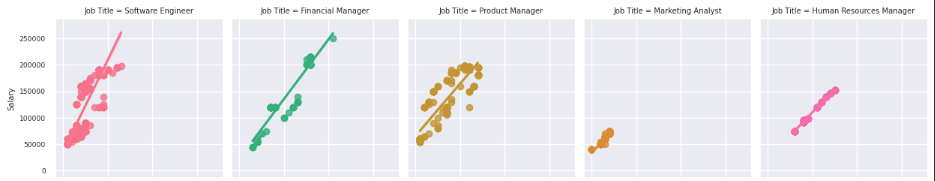 Job Title = Software Engineer
Job Title = Financial Manager
Job Title = Product Manager
Job Title = Marketing Analyst
Job Title = Human Resources Manager
250000
200000
150000
100000
50000
0
Salary